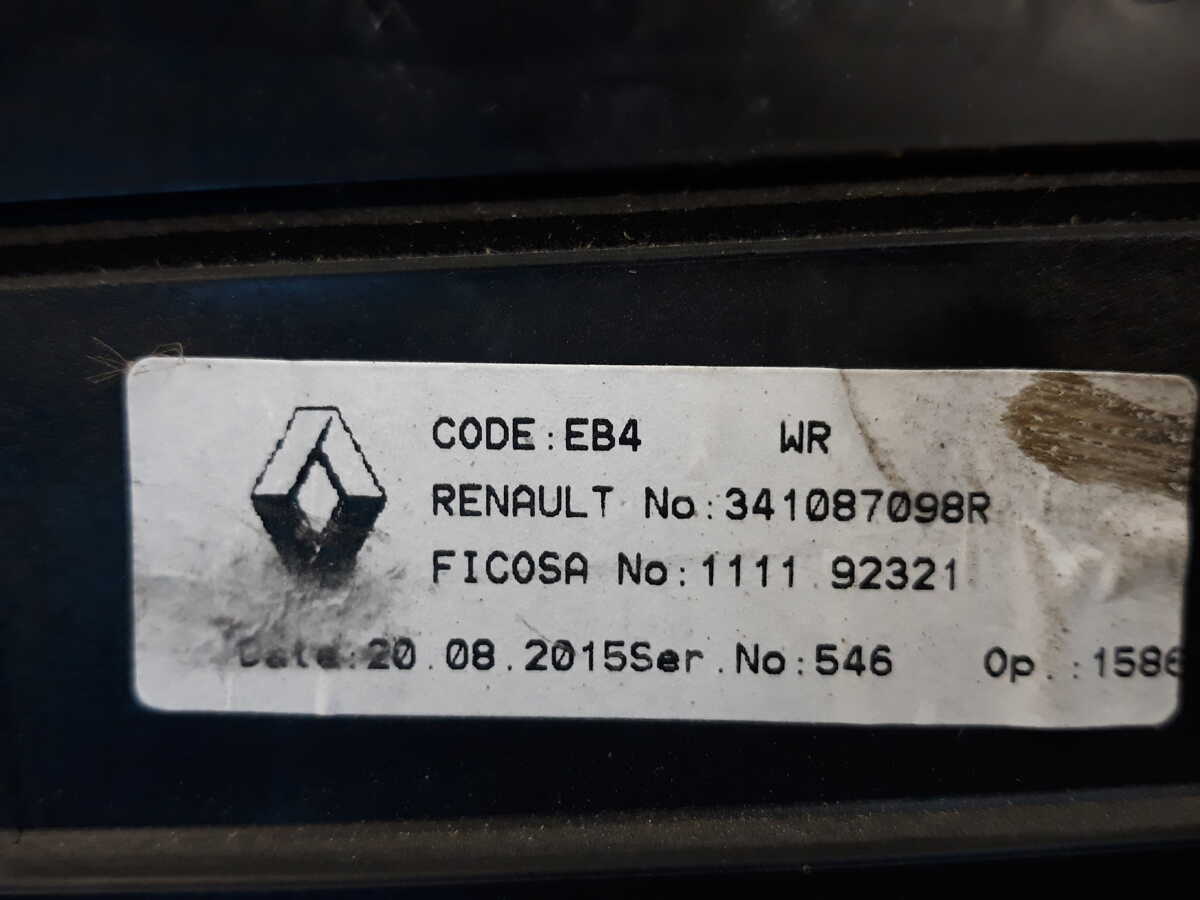 CODE:EB4 WR
RENAULT No:341087098R
FICOSA No:1111 92321
Date:20.08.2015Ser.No:546 Op.:1586